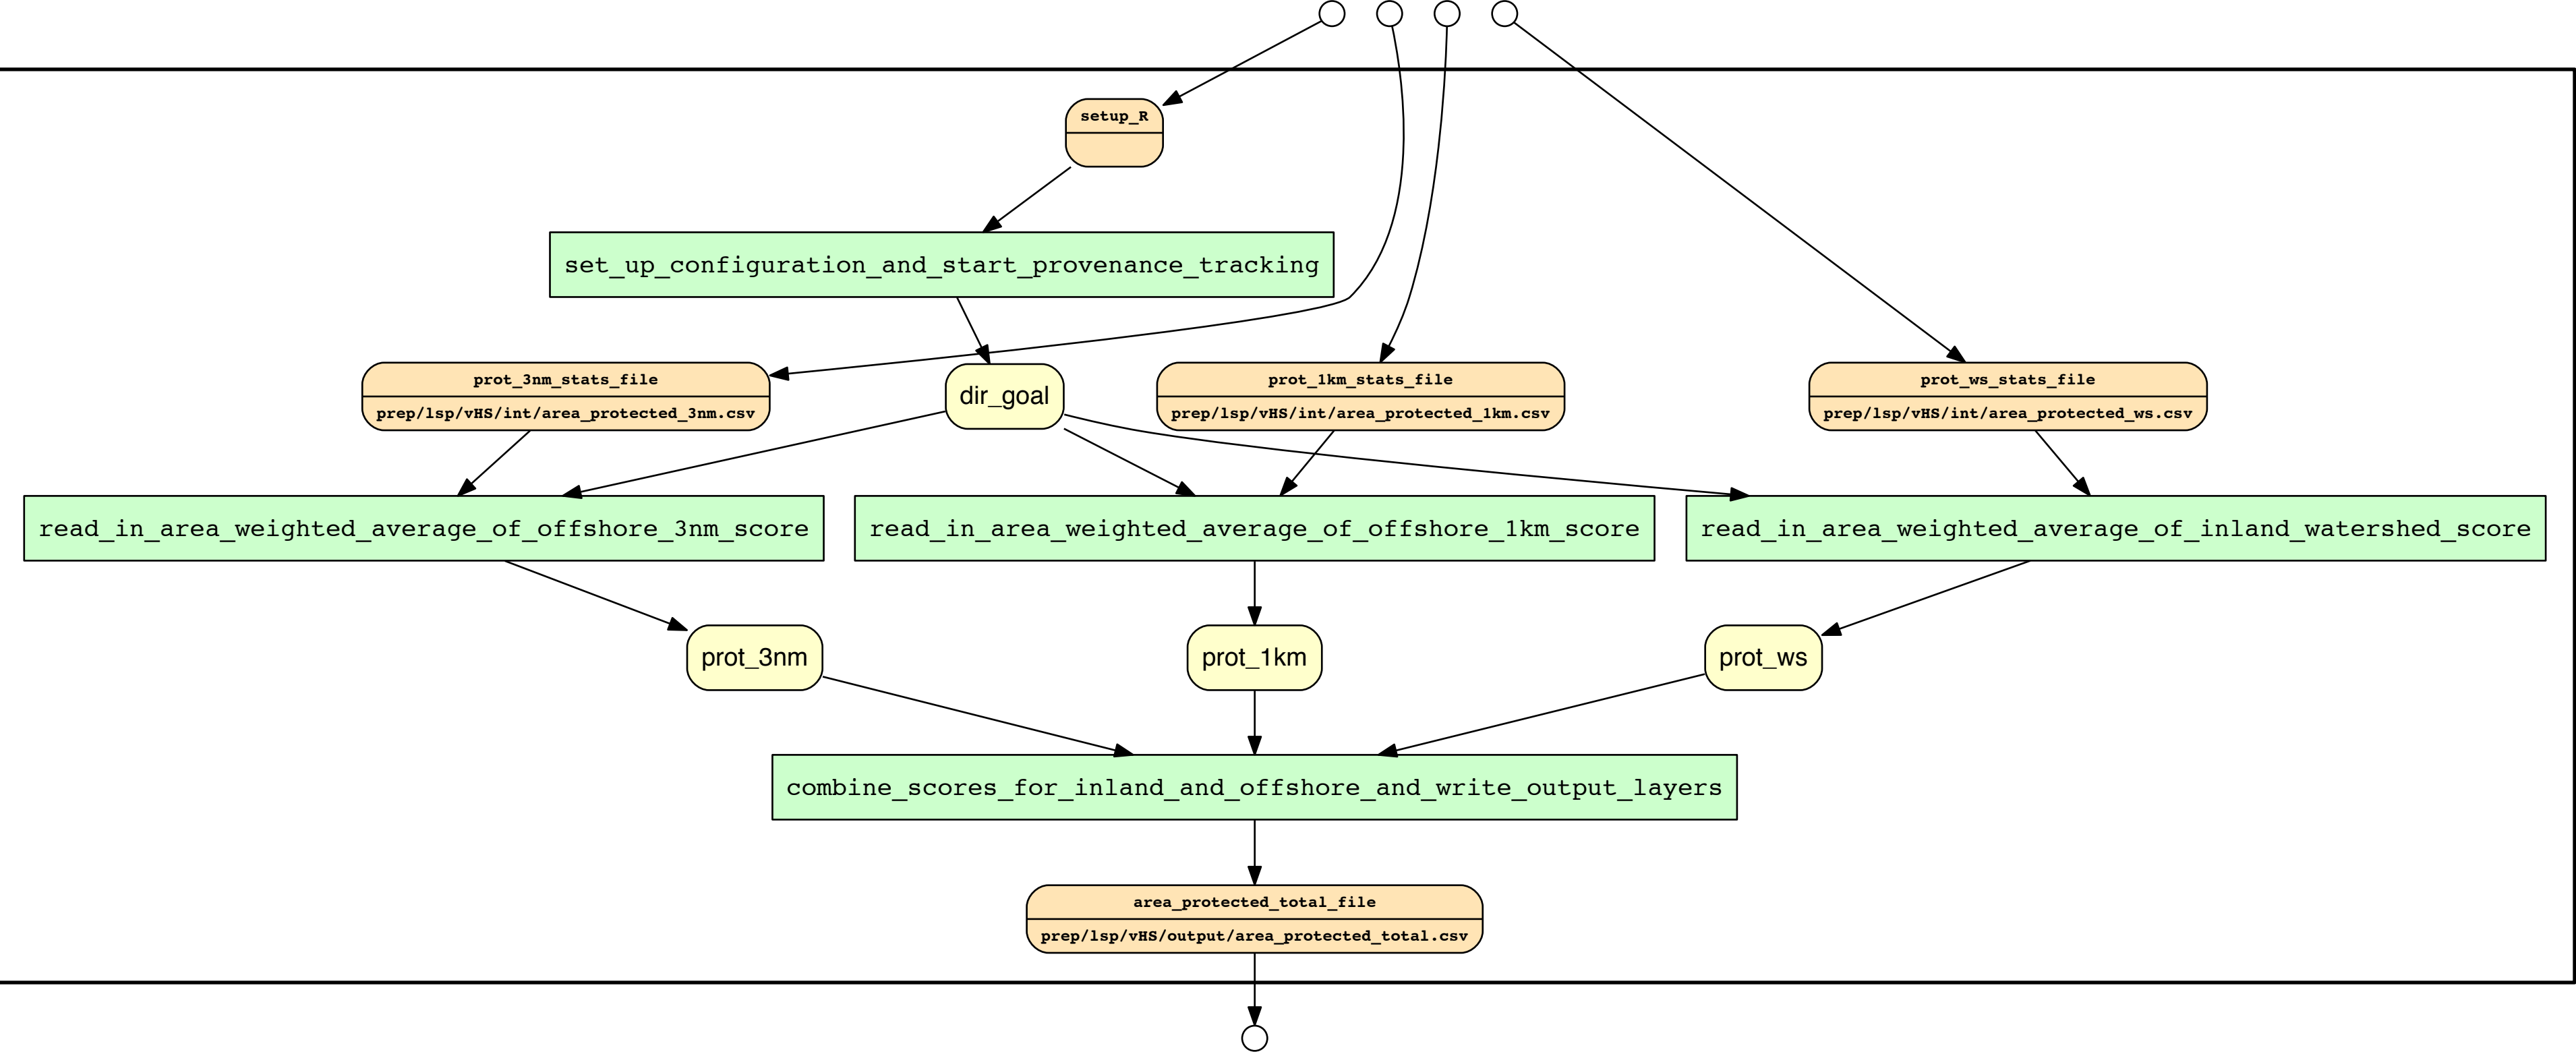 setup_R
set_up_configuration_and_start_provenance_tracking
prot_3nm_stats_file
prep/lsp/vHS/int/area_protected_3nm.csv
dir_goal
prot_1km_stats_file
prep/lsp/vHS/int/area_protected_1km.csv
prot_ws_stats_file
prep/lsp/vHS/int/area_protected_ws.csv
read_in_area_weighted_average_of_offshore_3nm_score
read_in_area_weighted_average_of_offshore_1km_score
read_in_area_weighted_average_of_inland_watershed_score
prot_3nm
prot_1km
prot_ws
combine_scores_for_inland_and_offshore_and_write_output_layers
area_protected_total_file
prep/lsp/vHS/output/area_protected_total.csv